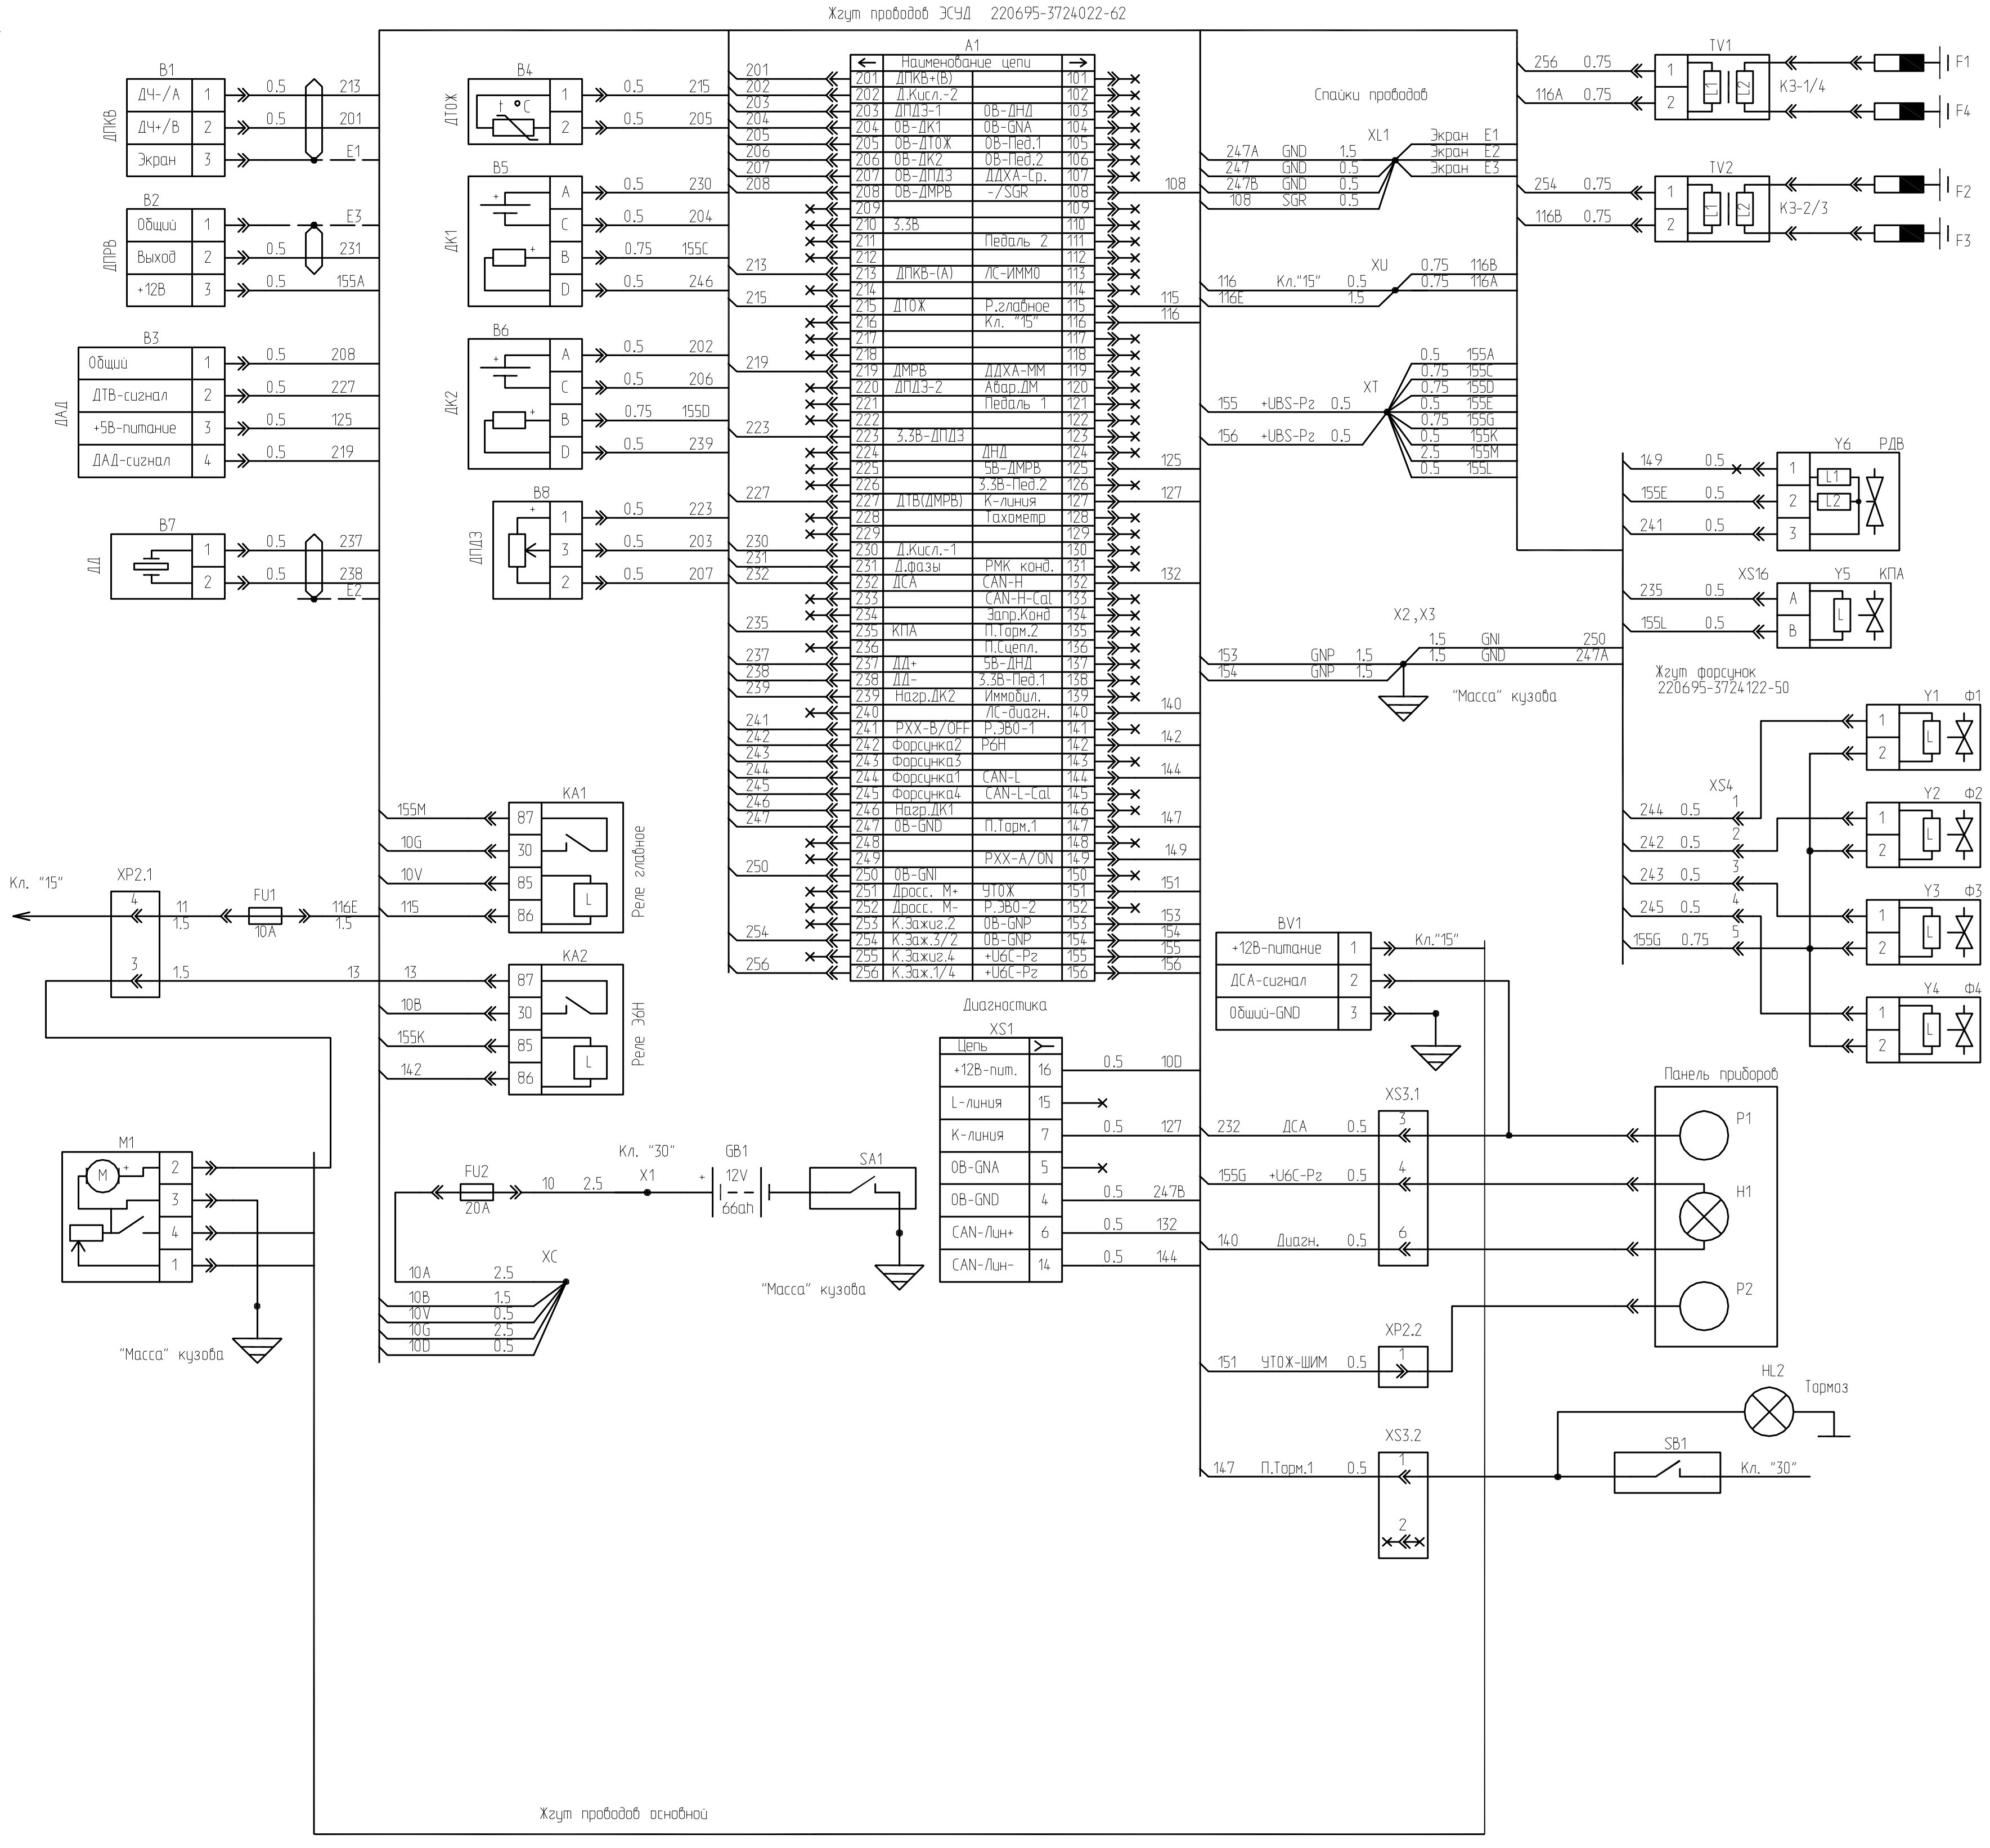 Жгут проводов ЭСУД 220695-3724022-62
B1
ДПКВ
ДЧ-/А 1 0.5 213
ДЧ+/В 2 0.5 201
Экран 3 E1
B2
ДПРВ
Общий 1 E3
Выход 2 0.5 231
+12В 3 0.5 155A
B3
ДАД
Общий 1 0.5 208
ДТВ-сигнал 2 0.5 227
+5В-питание 3 0.5 125
ДАД-сигнал 4 0.5 219
B7
ДД
1 0.5 237
2 0.5 238
E2
B4
ДТОЖ
t °C
1 0.5 215
2 0.5 205
B5
ДК1
+ A 0.5 230
C 0.5 204
+ B 0.75 155C
D 0.5 246
B6
ДК2
+ A 0.5 202
C 0.5 206
+ B 0.75 155D
D 0.5 239
B8
ДПДЗ
+ 1 0.5 223
3 0.5 203
2 0.5 207
A1
Наименование цепи
201 201 ДПКВ+(В) 101
202 202 Д.Кисл.-2 102
203 203 ДПДЗ-1 0В-ДНД 103
204 204 0В-ДК1 0В-GNA 104
205 205 0В-ДТОЖ 0В-Пед.1 105
206 206 0В-ДК2 0В-Пед.2 106
207 207 0В-ДПДЗ ДДХА-Ср. 107
208 208 0В-ДМРВ -/SGR 108 108
209 109
210 3.3В 110
211 Педаль 2 111
212 112
213 213 ДПКВ-(А) ЛС-ИММО 113
214 114
215 215 ДТОЖ Р.главное 115 115
216 Кл. "15" 116 116
217 117
218 118
219 219 ДМРВ ДДХА-ММ 119
220 ДПДЗ-2 Авар.ДМ 120
221 Педаль 1 121
222 122
223 223 3.3В-ДПДЗ 123
224 ДНД 124
225 5В-ДМРВ 125 125
226 3.3В-Пед.2 126
227 227 ДТВ(ДМРВ) К-линия 127 127
228 Тахометр 128
229 129
230 230 Д.Кисл.-1 130
231 231 Д.фазы РМК конд. 131
232 232 ДСА CAN-H 132 132
233 CAN-H-Cal 133
234 Запр.Конд 134
235 235 КПА П.Торм.2 135
236 П.Сцепл. 136
237 237 ДД+ 5В-ДНД 137
238 238 ДД- 3.3В-Пед.1 138
239 239 Нагр.ДК2 Иммобил. 139
240 ЛС-диагн. 140 140
241 241 РХХ-B/OFF Р.ЭВО-1 141
242 242 Форсунка2 РБН 142 142
243 243 Форсунка3 143
244 244 Форсунка1 CAN-L 144 144
245 245 Форсунка4 CAN-L-Cal 145
246 246 Нагр.ДК1 146
247 247 0В-GND П.Торм.1 147 147
248 148
249 РХХ-А/ON 149 149
250 250 0В-GNI 150
251 Дросс. М+ УТОЖ 151 151
252 Дросс. М- Р.ЭВО-2 152
253 К.Зажиг.2 0В-GNP 153 153
254 254 К.Заж.3/2 0В-GNP 154 154
255 К.Зажиг.4 +UбС-Рг 155 155
256 256 К.Заж.1/4 +UбС-Рг 156 156
Спайки проводов
XL1
247A GND 1.5 Экран E1
247 GND 0.5 Экран E2
247B GND 0.5 Экран E3
108 SGR 0.5
XU
116 Кл."15" 0.5 0.75 116B
116E 1.5 0.75 116A
XT
155 +UBS-Рг 0.5
156 +UBS-Рг 0.5
0.5 155A
0.75 155C
0.75 155D
0.5 155E
0.75 155G
0.5 155K
2.5 155M
0.5 155L
X2,X3
153 GNP 1.5
154 GNP 1.5
1.5 GNI 250
1.5 GND 247A
"Масса" кузова
TV1
256 0.75 1
116A 0.75 2
L1 L2
КЗ-1/4
F1
F4
TV2
254 0.75 1
116B 0.75 2
L1 L2
КЗ-2/3
F2
F3
Y6 РДВ
149 0.5 1 L1
155E 0.5 2 L2
241 0.5 3
XS16 Y5 КПА
235 0.5 A
155L 0.5 B
L
Жгут форсунок
220695-3724122-50
Y1 Ф1
1
2
L
XS4
244 0.5 1
242 0.5 2
243 0.5 3
245 0.5 4
155G 0.75 5
Y2 Ф2
1
2
L
Y3 Ф3
1
2
L
Y4 Ф4
1
2
L
KA1
Реле главное
155M 87
10G 30
10V 85
115 86
L
Кл. "15"
XP2.1
4 11 1.5
FU1
10A
116E 1.5
3 1.5 13
KA2
Реле ЭБН
13 87
10B 30
155K 85
142 86
L
M1
M + 2
3
4
1
"Масса" кузова
FU2
20A
10 2.5
Кл. "30"
X1
GB1
+ 12V
66ah
SA1
"Масса" кузова
XC
10A 2.5
10B 1.5
10V 0.5
10G 2.5
10D 0.5
Диагностика
XS1
Цепь
+12В-пит. 16 0.5 10D
L-линия 15
К-линия 7 0.5 127
0В-GNA 5
0В-GND 4 0.5 247B
CAN-Лин+ 6 0.5 132
CAN-Лин- 14 0.5 144
BV1
+12В-питание 1 Кл."15"
ДСА-сигнал 2
Обший-GND 3
Панель приборов
XS3.1
232 ДСА 0.5 3 P1
155G +UбС-Рг 0.5 4 H1
140 Диагн. 0.5 6
P2
XP2.2
151 УТОЖ-ШИМ 0.5 1
HL2
Тормоз
XS3.2
147 П.Торм.1 0.5 1
2
SB1
Кл. "30"
Жгут проводов основной